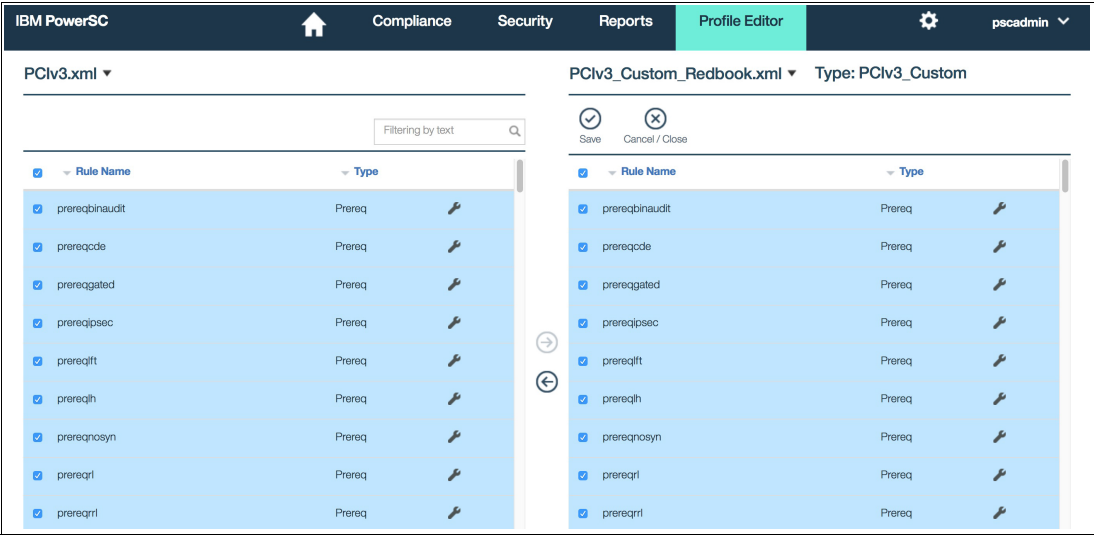 IBM PowerSC Compliance Security Reports Profile Editor pscadmin
PCIv3.xml
PCIv3_Custom_Redbook.xml Type: PCIv3_Custom
Filtering by text
Save Cancel / Close
Rule Name Type Rule Name Type
prereqbinaudit Prereq prereqbinaudit Prereq
prereqcde Prereq prereqcde Prereq
prereqgated Prereq prereqgated Prereq
prereqipsec Prereq prereqipsec Prereq
prereqlft Prereq prereqlft Prereq
prereqlh Prereq prereqlh Prereq
prereqnosyn Prereq prereqnosyn Prereq
prereqrl Prereq prereqrl Prereq
prereqrrl Prereq prereqrrl Prereq